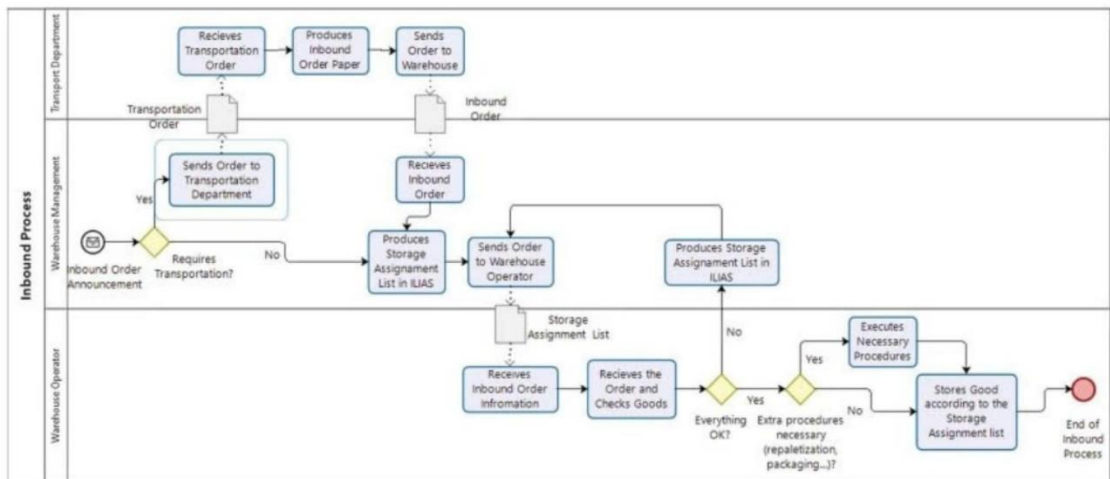 Inbound Process
Transport Department
Recieves
Transportation
Order
Produces
Inbound
Order Paper
Sends
Order to
Warehouse
Transportation
Order
Inbound
Order
Warehouse Management
Sends Order to
Transportation
Department
Recieves
Inbound
Order
Yes
Inbound Order
Announcement
Requires
Transportation?
No
Produces
Storage
Assignament
List in ILIAS
Sends Order
to Warehouse
Operator
Produces Storage
Assignament List in
ILIAS
Storage
Assignment List
Warehouse Operator
Receives
Inbound Order
Infromation
Recieves the
Order and
Checks Goods
No
Everything
OK?
Yes
Extra procedures
necessary
(repaletization,
packaging...)?
Yes
Executes
Necessary
Procedures
No
Stores Good
according to the
Storage
Assignment list
End of
Inbound
Process